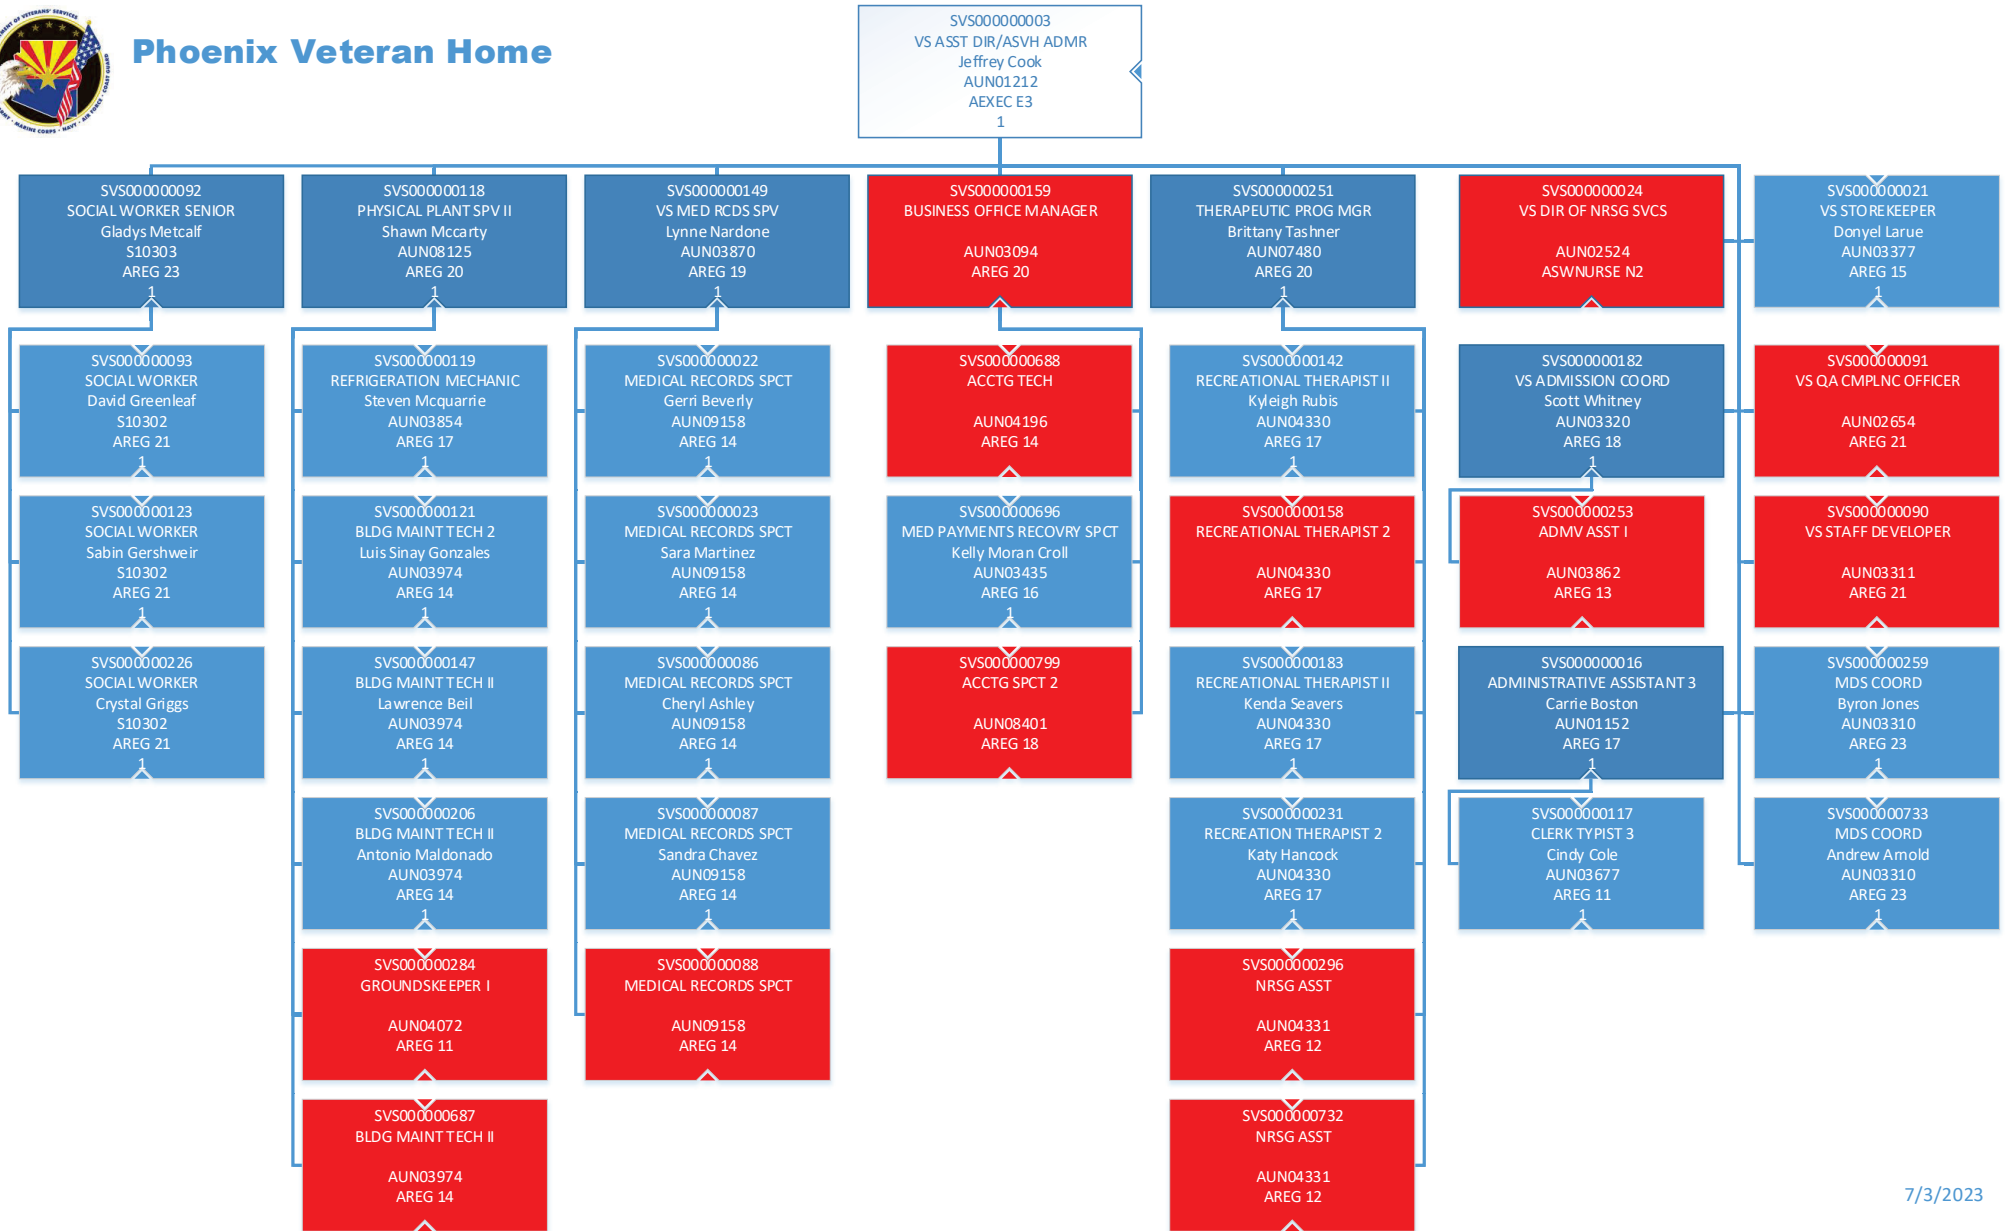 Phoenix Veteran Home
SVS000000003
VS ASST DIR/ASVH ADMR
Jeffrey Cook
AUN01212
AEXEC E3
1
SVS000000092
SOCIAL WORKER SENIOR
Gladys Metcalf
S10303
AREG 23
1
SVS000000118
PHYSICAL PLANT SPV II
Shawn Mccarty
AUN08125
AREG 20
1
SVS000000149
VS MED RCDS SPV
Lynne Nardone
AUN03870
AREG 19
1
SVS000000159
BUSINESS OFFICE MANAGER
AUN03094
AREG 20
SVS000000251
THERAPEUTIC PROG MGR
Brittany Tashner
AUN07480
AREG 20
1
SVS000000024
VS DIR OF NRSG SVCS
AUN02524
ASWNURSE N2
SVS000000021
VS STOREKEEPER
Donyel Larue
AUN03377
AREG 15
1
SVS000000093
SOCIAL WORKER
David Greenleaf
S10302
AREG 21
1
SVS000000119
REFRIGERATION MECHANIC
Steven Mcquarrie
AUN03854
AREG 17
1
SVS000000022
MEDICAL RECORDS SPCT
Gerri Beverly
AUN09158
AREG 14
1
SVS000000688
ACCTG TECH
AUN04196
AREG 14
SVS000000142
RECREATIONAL THERAPIST II
Kyleigh Rubis
AUN04330
AREG 17
1
SVS000000182
VS ADMISSION COORD
Scott Whitney
AUN03320
AREG 18
1
SVS000000091
VS QA CMPLNC OFFICER
AUN02654
AREG 21
SVS000000123
SOCIAL WORKER
Sabin Gershweir
S10302
AREG 21
1
SVS000000121
BLDG MAINT TECH 2
Luis Sinay Gonzales
AUN03974
AREG 14
1
SVS000000023
MEDICAL RECORDS SPCT
Sara Martinez
AUN09158
AREG 14
1
SVS000000696
MED PAYMENTS RECOVRY SPCT
Kelly Moran Croll
AUN03435
AREG 16
1
SVS000000158
RECREATIONAL THERAPIST 2
AUN04330
AREG 17
SVS000000253
ADMV ASST I
AUN03862
AREG 13
SVS000000090
VS STAFF DEVELOPER
AUN03311
AREG 21
SVS000000226
SOCIAL WORKER
Crystal Griggs
S10302
AREG 21
1
SVS000000147
BLDG MAINT TECH II
Lawrence Beil
AUN03974
AREG 14
1
SVS000000086
MEDICAL RECORDS SPCT
Cheryl Ashley
AUN09158
AREG 14
1
SVS000000799
ACCTG SPCT 2
AUN08401
AREG 18
SVS000000183
RECREATIONAL THERAPIST II
Kenda Seavers
AUN04330
AREG 17
1
SVS000000016
ADMINISTRATIVE ASSISTANT 3
Carrie Boston
AUN01152
AREG 17
1
SVS000000259
MDS COORD
Byron Jones
AUN03310
AREG 23
1
SVS000000206
BLDG MAINT TECH II
Antonio Maldonado
AUN03974
AREG 14
1
SVS000000087
MEDICAL RECORDS SPCT
Sandra Chavez
AUN09158
AREG 14
1
SVS000000231
RECREATION THERAPIST 2
Katy Hancock
AUN04330
AREG 17
1
SVS000000117
CLERK TYPIST 3
Cindy Cole
AUN03677
AREG 11
1
SVS000000733
MDS COORD
Andrew Arnold
AUN03310
AREG 23
1
SVS000000284
GROUNDSKEEPER I
AUN04072
AREG 11
SVS000000088
MEDICAL RECORDS SPCT
AUN09158
AREG 14
SVS000000296
NRSG ASST
AUN04331
AREG 12
SVS000000687
BLDG MAINT TECH II
AUN03974
AREG 14
SVS000000732
NRSG ASST
AUN04331
AREG 12
7/3/2023